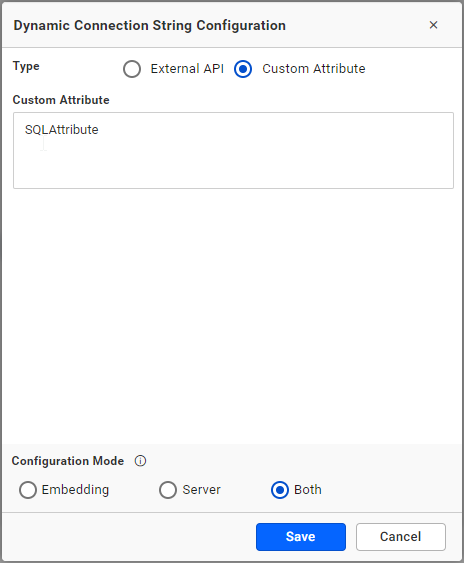 Dynamic Connection String Configuration ×
Type External API Custom Attribute
Custom Attribute
SQLAttribute
Configuration Mode
Embedding Server Both
Save Cancel